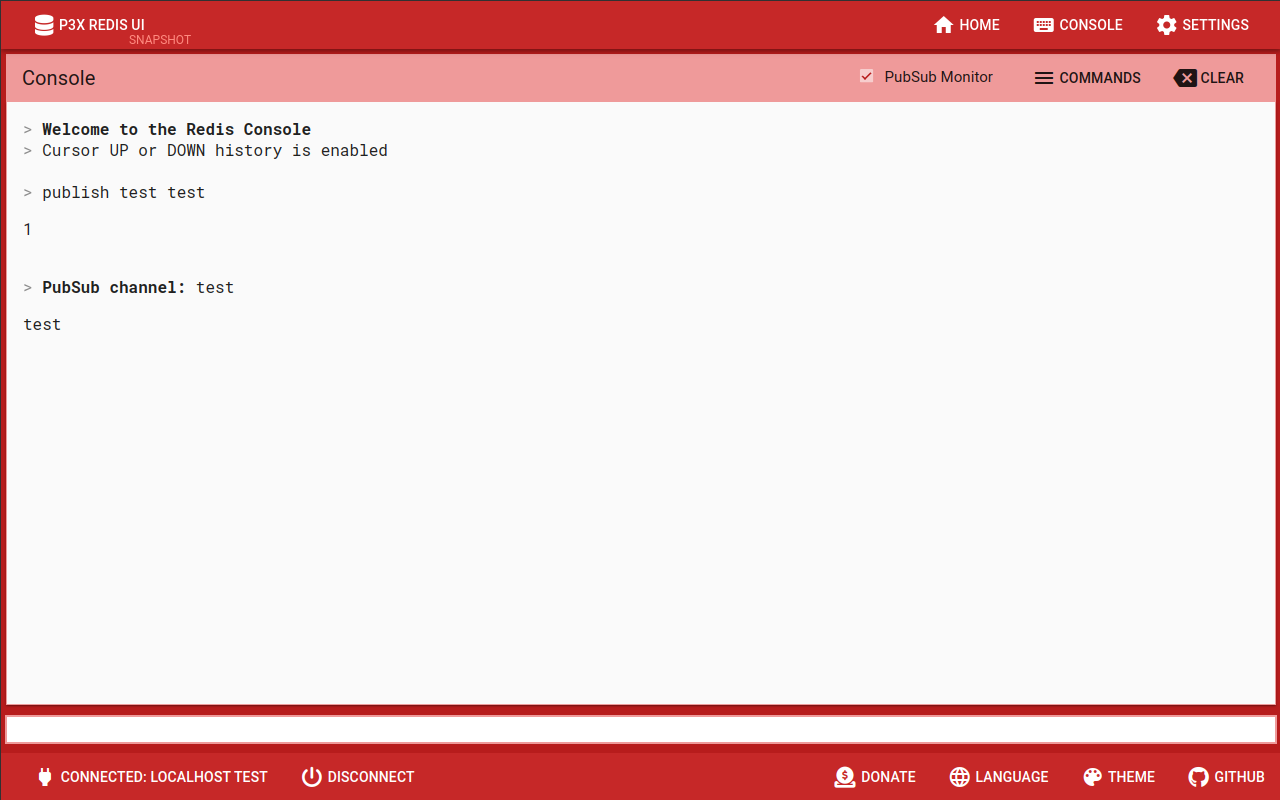 P3X REDIS UI
SNAPSHOT
HOME
CONSOLE
SETTINGS
Console
PubSub Monitor
COMMANDS
CLEAR
> Welcome to the Redis Console
> Cursor UP or DOWN history is enabled
> publish test test
1
> PubSub channel: test
test
CONNECTED: LOCALHOST TEST
DISCONNECT
DONATE
LANGUAGE
THEME
GITHUB